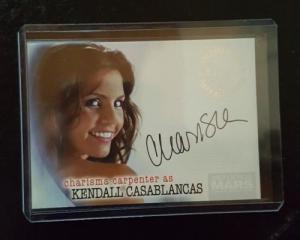 Charisma
charisma carpenter as
KENDALL CASABLANCAS
MARS